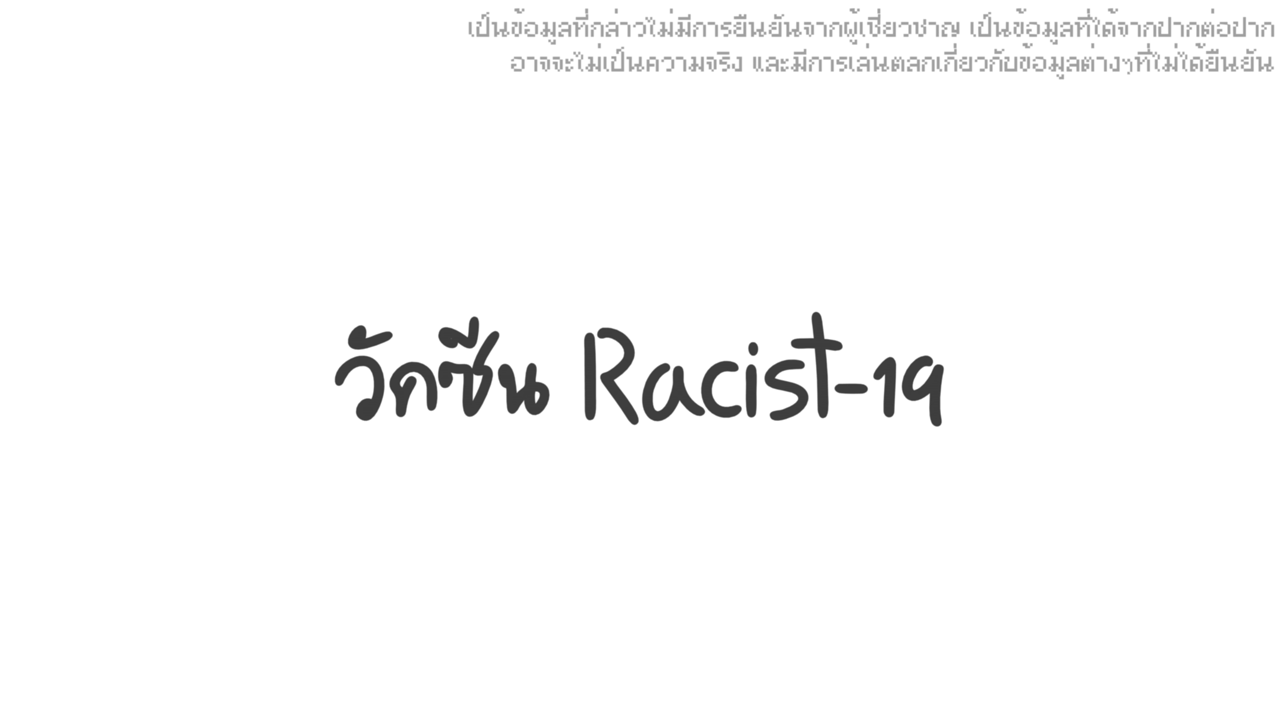 เป็นข้อมูลที่กล่าวไม่มีการยืนยันจากผู้เชี่ยวชาญ เป็นข้อมูลที่ได้จากปากต่อปาก
อาจจะไม่เป็นความจริง และมีการเล่นตลกเกี่ยวกับข้อมูลต่างๆที่ไม่ได้ยืนยัน
วัคซีน Racist-19